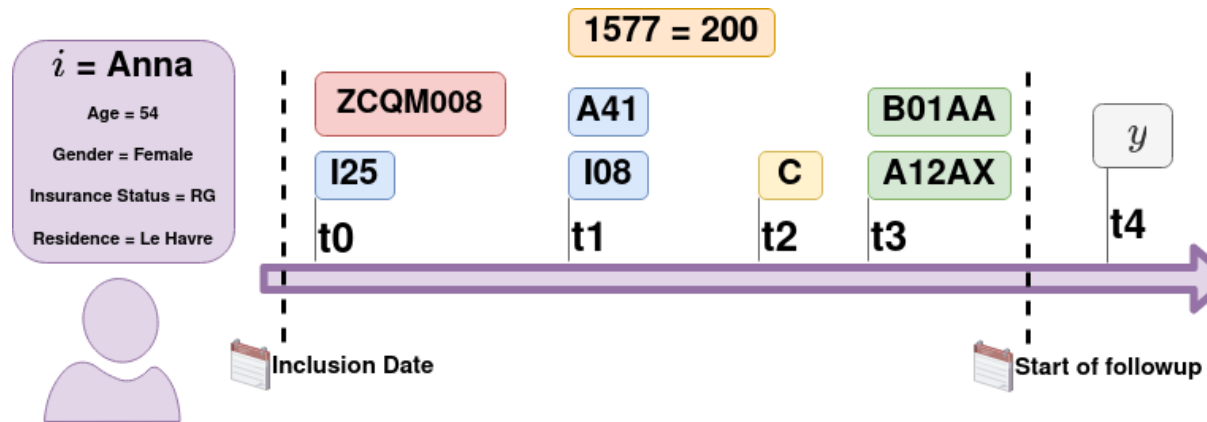 i = Anna
Age = 54
Gender = Female
Insurance Status = RG
Residence = Le Havre
1577 = 200
ZCQM008
A41
B01AA
I25
I08
C
A12AX
y
t0
t1
t2
t3
t4
Inclusion Date
Start of followup